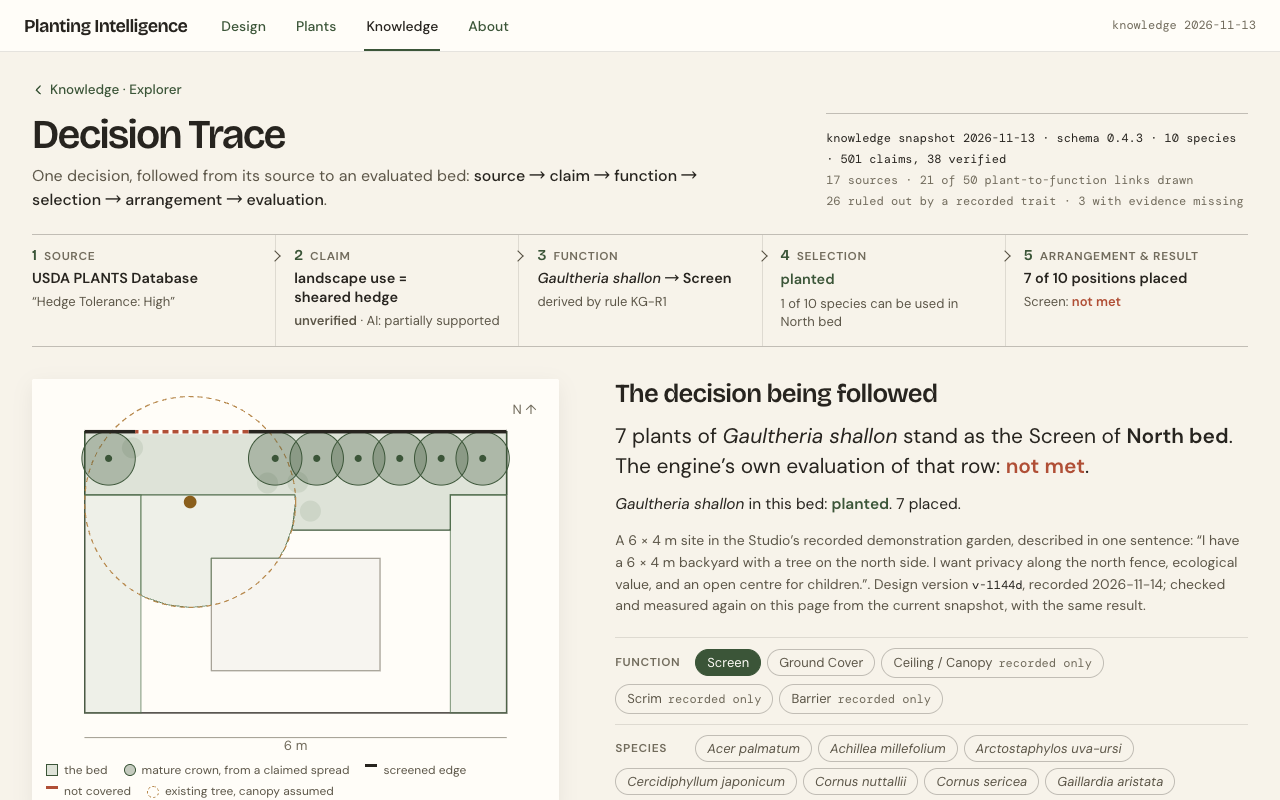 Planting Intelligence
Design
Plants
Knowledge
About
knowledge 2026-11-13
Knowledge · Explorer
Decision Trace
One decision, followed from its source to an evaluated bed: source → claim → function →
selection → arrangement → evaluation.
knowledge snapshot 2026-11-13 · schema 0.4.3 · 10 species
· 501 claims, 38 verified
17 sources · 21 of 50 plant-to-function links drawn
26 ruled out by a recorded trait · 3 with evidence missing
1 SOURCE
USDA PLANTS Database
“Hedge Tolerance: High”
2 CLAIM
landscape use =
sheared hedge
unverified · AI: partially supported
3 FUNCTION
Gaultheria shallon → Screen
derived by rule KG-R1
4 SELECTION
planted
1 of 10 species can be used in
North bed
5 ARRANGEMENT & RESULT
7 of 10 positions placed
Screen: not met
N ↑
6 m
the bed
mature crown, from a claimed spread
screened edge
not covered
existing tree, canopy assumed
The decision being followed
7 plants of Gaultheria shallon stand as the Screen of North bed.
The engine’s own evaluation of that row: not met.
Gaultheria shallon in this bed: planted. 7 placed.
A 6 × 4 m site in the Studio’s recorded demonstration garden, described in one sentence: “I have
a 6 × 4 m backyard with a tree on the north side. I want privacy along the north fence, ecological
value, and an open centre for children.”. Design version v-1144d, recorded 2026-11-14; checked
and measured again on this page from the current snapshot, with the same result.
FUNCTION
Screen
Ground Cover
Ceiling / Canopy recorded only
Scrim recorded only
Barrier recorded only
SPECIES
Acer palmatum
Achillea millefolium
Arctostaphylos uva-ursi
Cercidiphyllum japonicum
Cornus nuttallii
Cornus sericea
Gaillardia aristata